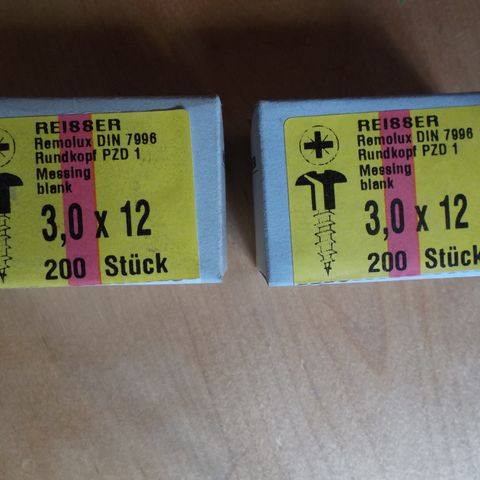 REISSER
Remolux DIN 7996
Rundkopf PZD 1
Messing
blank
3,0 x 12
200 Stück
REISSER
Remolux DIN 7996
Rundkopf PZD 1
Messing
blank
3,0 x 12
200 Stück